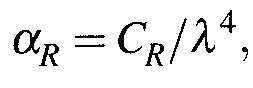 α_R = C_R/λ^4,